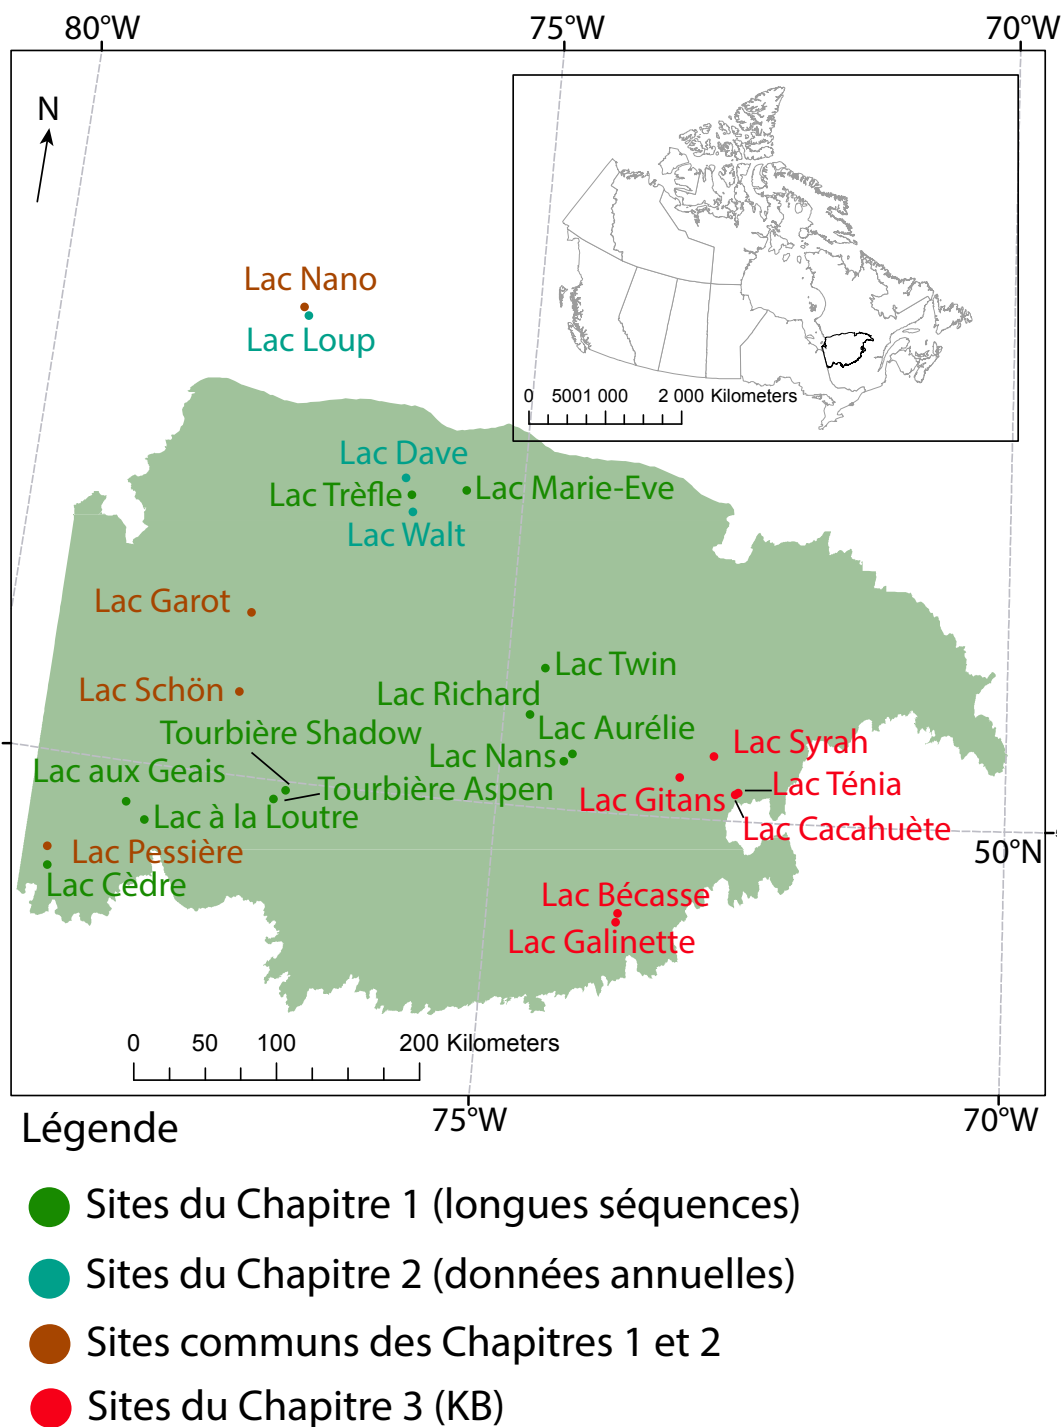 80°W
75°W
70°W
N
0 5001 000 2 000 Kilometers
Lac Nano
Lac Loup
Lac Dave
Lac Trèfle
Lac Marie-Eve
Lac Walt
Lac Garot
Lac Twin
Lac Schön
Lac Richard
Tourbière Shadow
Lac Aurélie
Lac Syrah
Lac Nans
Lac aux Geais
Tourbière Aspen
Lac Ténia
Lac Gitans
Lac à la Loutre
Lac Cacahuète
Lac Pessière
50°N
Lac Cèdre
Lac Bécasse
Lac Galinette
0 50 100 200 Kilometers
75°W
70°W
Légende
Sites du Chapitre 1 (longues séquences)
Sites du Chapitre 2 (données annuelles)
Sites communs des Chapitres 1 et 2
Sites du Chapitre 3 (KB)